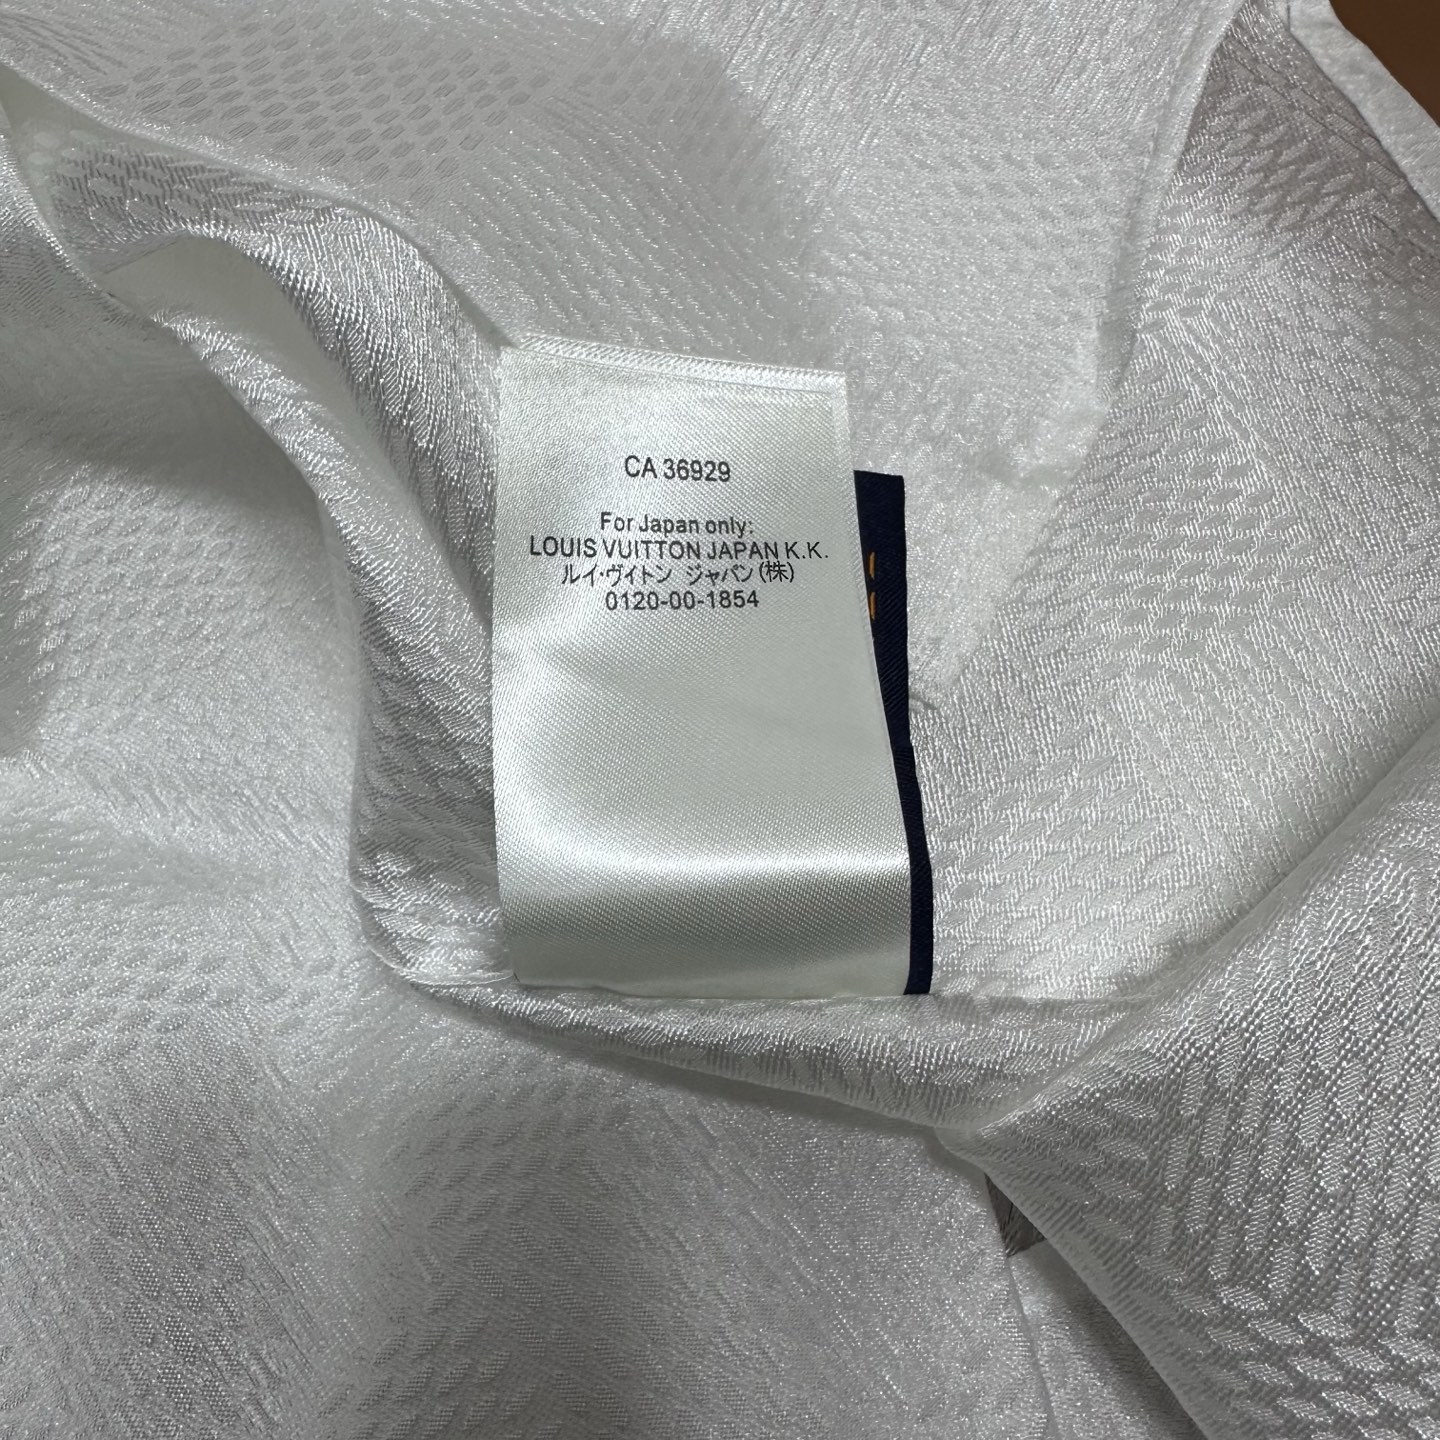 CA 36929
For Japan only:
LOUIS VUITTON JAPAN K.K.
ルイ・ヴィトン ジャパン(株)
0120-00-1854